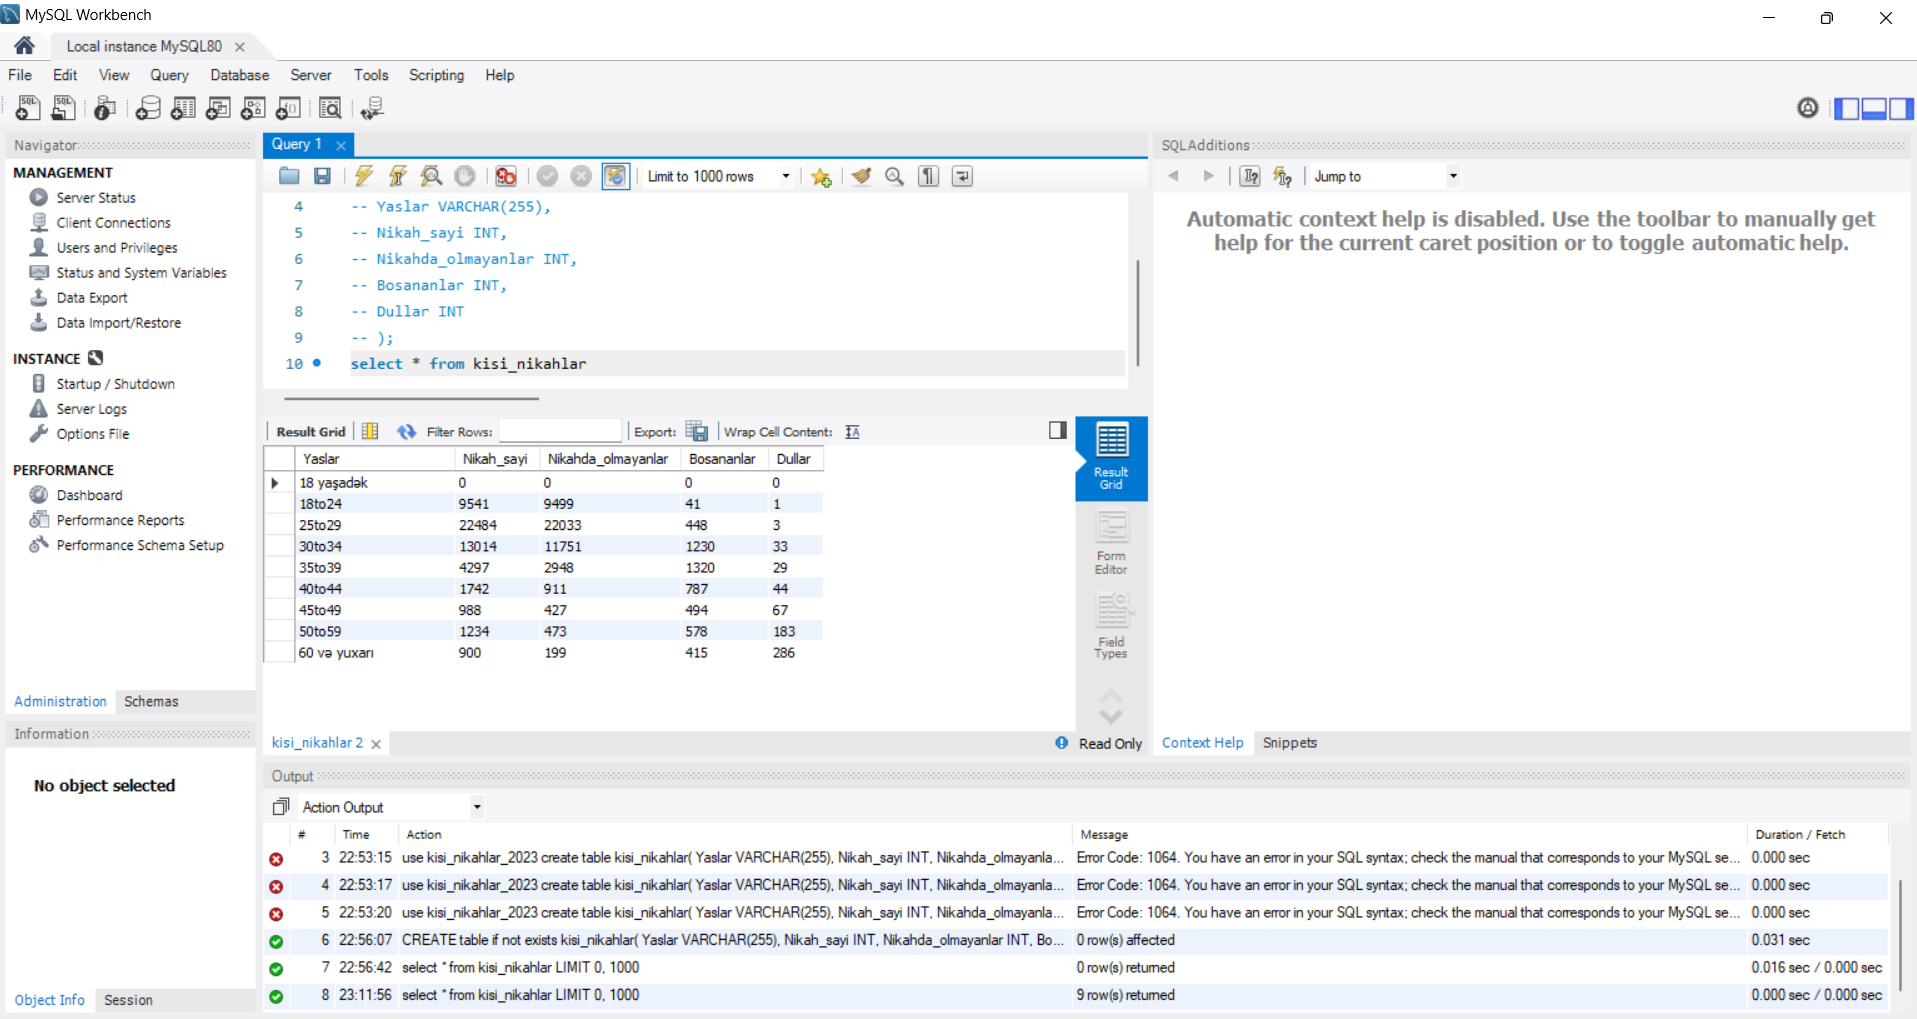 MySQL Workbench
Local instance MySQL80
File Edit View Query Database Server Tools Scripting Help
Navigator
MANAGEMENT
Server Status
Client Connections
Users and Privileges
Status and System Variables
Data Export
Data Import/Restore
INSTANCE
Startup / Shutdown
Server Logs
Options File
PERFORMANCE
Dashboard
Performance Reports
Performance Schema Setup
Administration Schemas
Information
No object selected
Object Info Session
Query 1
Limit to 1000 rows
4 -- Yaslar VARCHAR(255),
5 -- Nikah_sayi INT,
6 -- Nikahda_olmayanlar INT,
7 -- Bosananlar INT,
8 -- Dullar INT
9 -- );
10 select * from kisi_nikahlar
Result Grid Filter Rows: Export: Wrap Cell Content:
Yaslar Nikah_sayi Nikahda_olmayanlar Bosananlar Dullar
18 yaşadək 0 0 0 0
18to24 9541 9499 41 1
25to29 22484 22033 448 3
30to34 13014 11751 1230 33
35to39 4297 2948 1320 29
40to44 1742 911 787 44
45to49 988 427 494 67
50to59 1234 473 578 183
60 və yuxarı 900 199 415 286
Result
Grid
Form
Editor
Field
Types
kisi_nikahlar 2
Read Only
SQLAdditions
Jump to
Automatic context help is disabled. Use the toolbar to manually get
help for the current caret position or to toggle automatic help.
Context Help Snippets
Output
Action Output
# Time Action Message Duration / Fetch
3 22:53:15 use kisi_nikahlar_2023 create table kisi_nikahlar( Yaslar VARCHAR(255), Nikah_sayi INT, Nikahda_olmayanla... Error Code: 1064. You have an error in your SQL syntax; check the manual that corresponds to your MySQL se... 0.000 sec
4 22:53:17 use kisi_nikahlar_2023 create table kisi_nikahlar( Yaslar VARCHAR(255), Nikah_sayi INT, Nikahda_olmayanla... Error Code: 1064. You have an error in your SQL syntax; check the manual that corresponds to your MySQL se... 0.000 sec
5 22:53:20 use kisi_nikahlar_2023 create table kisi_nikahlar( Yaslar VARCHAR(255), Nikah_sayi INT, Nikahda_olmayanla... Error Code: 1064. You have an error in your SQL syntax; check the manual that corresponds to your MySQL se... 0.000 sec
6 22:56:07 CREATE table if not exists kisi_nikahlar( Yaslar VARCHAR(255), Nikah_sayi INT, Nikahda_olmayanlar INT, Bo... 0 row(s) affected 0.031 sec
7 22:56:42 select * from kisi_nikahlar LIMIT 0, 1000 0 row(s) returned 0.016 sec / 0.000 sec
8 23:11:56 select * from kisi_nikahlar LIMIT 0, 1000 9 row(s) returned 0.000 sec / 0.000 sec